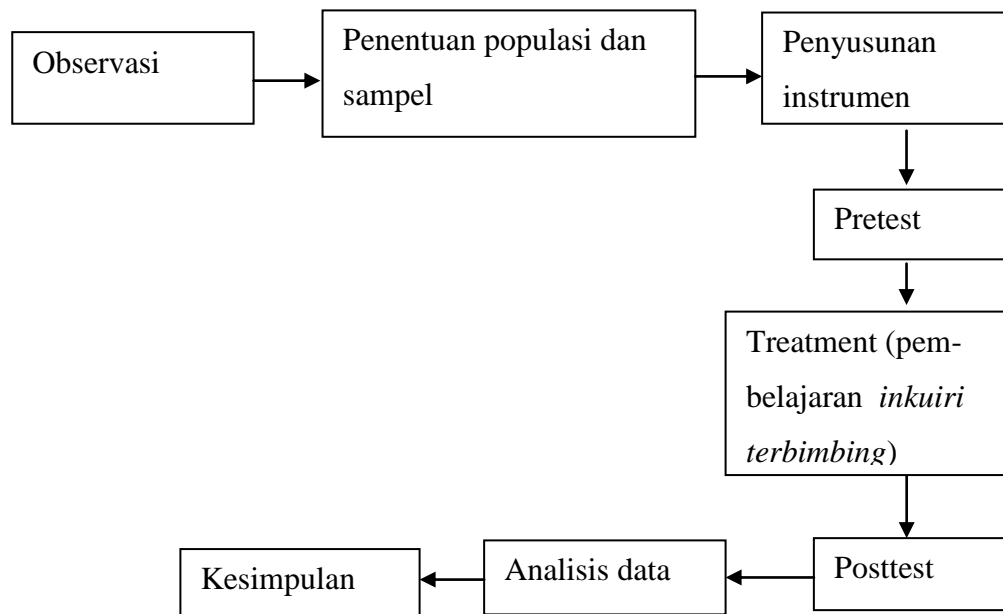 Observasi
Penentuan populasi dan
sampel
Penyusunan
instrumen
Pretest
Treatment (pem-
belajaran inkuiri
terbimbing)
Posttest
Analisis data
Kesimpulan